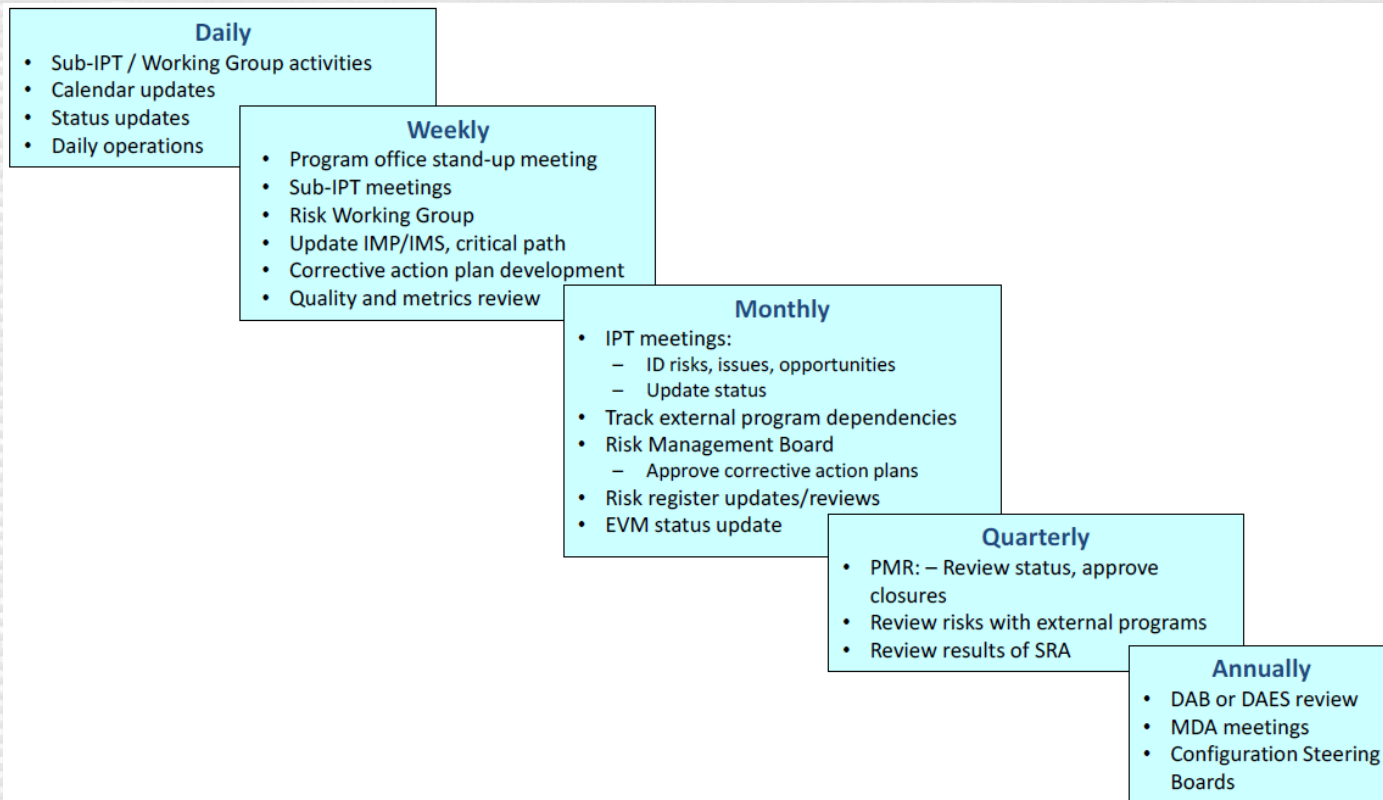 Daily
• Sub-IPT / Working Group activities
• Calendar updates
• Status updates
• Daily operations
Weekly
• Program office stand-up meeting
• Sub-IPT meetings
• Risk Working Group
• Update IMP/IMS, critical path
• Corrective action plan development
• Quality and metrics review
Monthly
• IPT meetings:
– ID risks, issues, opportunities
– Update status
• Track external program dependencies
• Risk Management Board
– Approve corrective action plans
• Risk register updates/reviews
• EVM status update
Quarterly
• PMR: – Review status, approve
closures
• Review risks with external programs
• Review results of SRA
Annually
• DAB or DAES review
• MDA meetings
• Configuration Steering
Boards